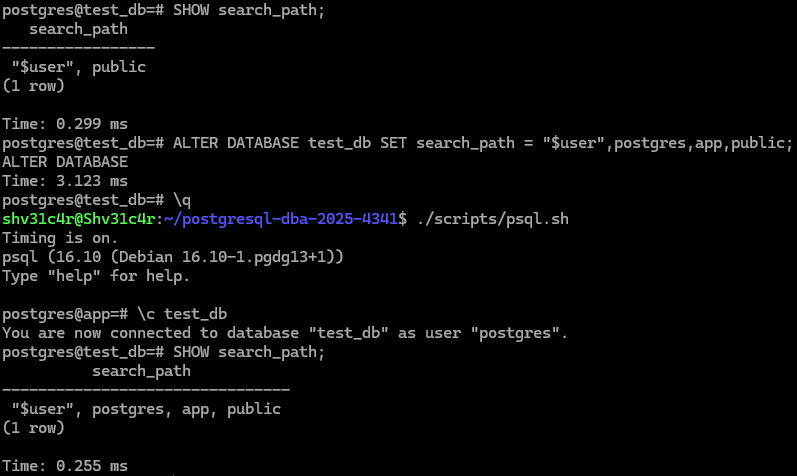 postgres@test_db=# SHOW search_path;
   search_path
-----------------
 "$user", public
(1 row)

Time: 0.299 ms
postgres@test_db=# ALTER DATABASE test_db SET search_path = "$user",postgres,app,public;
ALTER DATABASE
Time: 3.123 ms
postgres@test_db=# \q
shv31c4r@Shv31c4r:~/postgresql-dba-2025-4341$ ./scripts/psql.sh
Timing is on.
psql (16.10 (Debian 16.10-1.pgdg13+1))
Type "help" for help.

postgres@app=# \c test_db
You are now connected to database "test_db" as user "postgres".
postgres@test_db=# SHOW search_path;
          search_path
--------------------------------
 "$user", postgres, app, public
(1 row)

Time: 0.255 ms